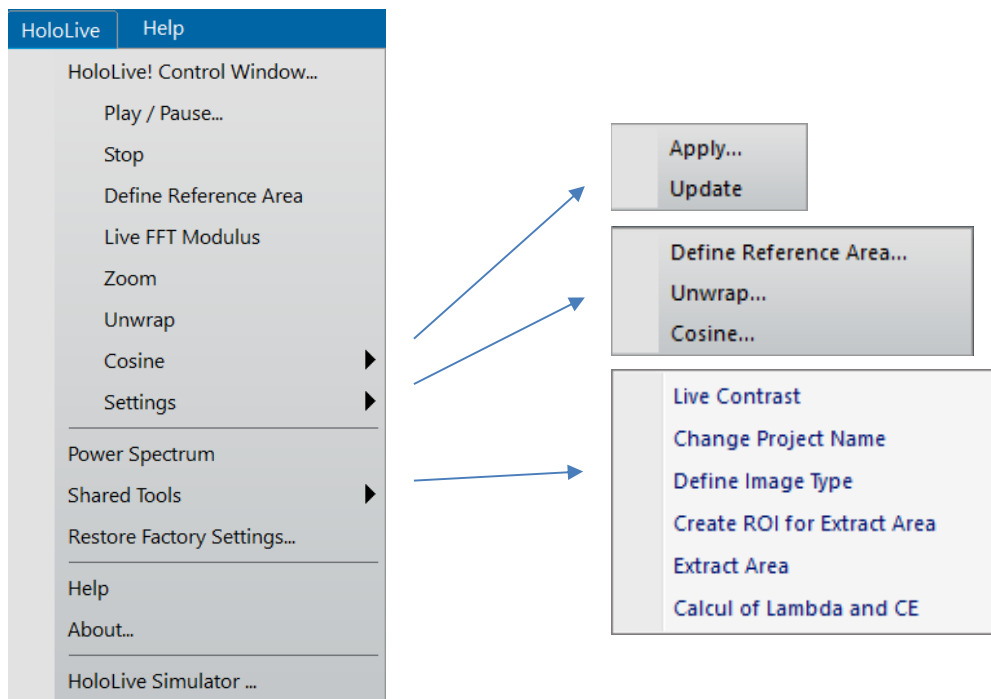 HoloLive Help
HoloLive! Control Window...
Play / Pause...
Stop
Define Reference Area
Live FFT Modulus
Zoom
Unwrap
Cosine
Settings
Power Spectrum
Shared Tools
Restore Factory Settings...
Help
About...
HoloLive Simulator ...
Apply...
Update
Define Reference Area...
Unwrap...
Cosine...
Live Contrast
Change Project Name
Define Image Type
Create ROI for Extract Area
Extract Area
Calcul of Lambda and CE